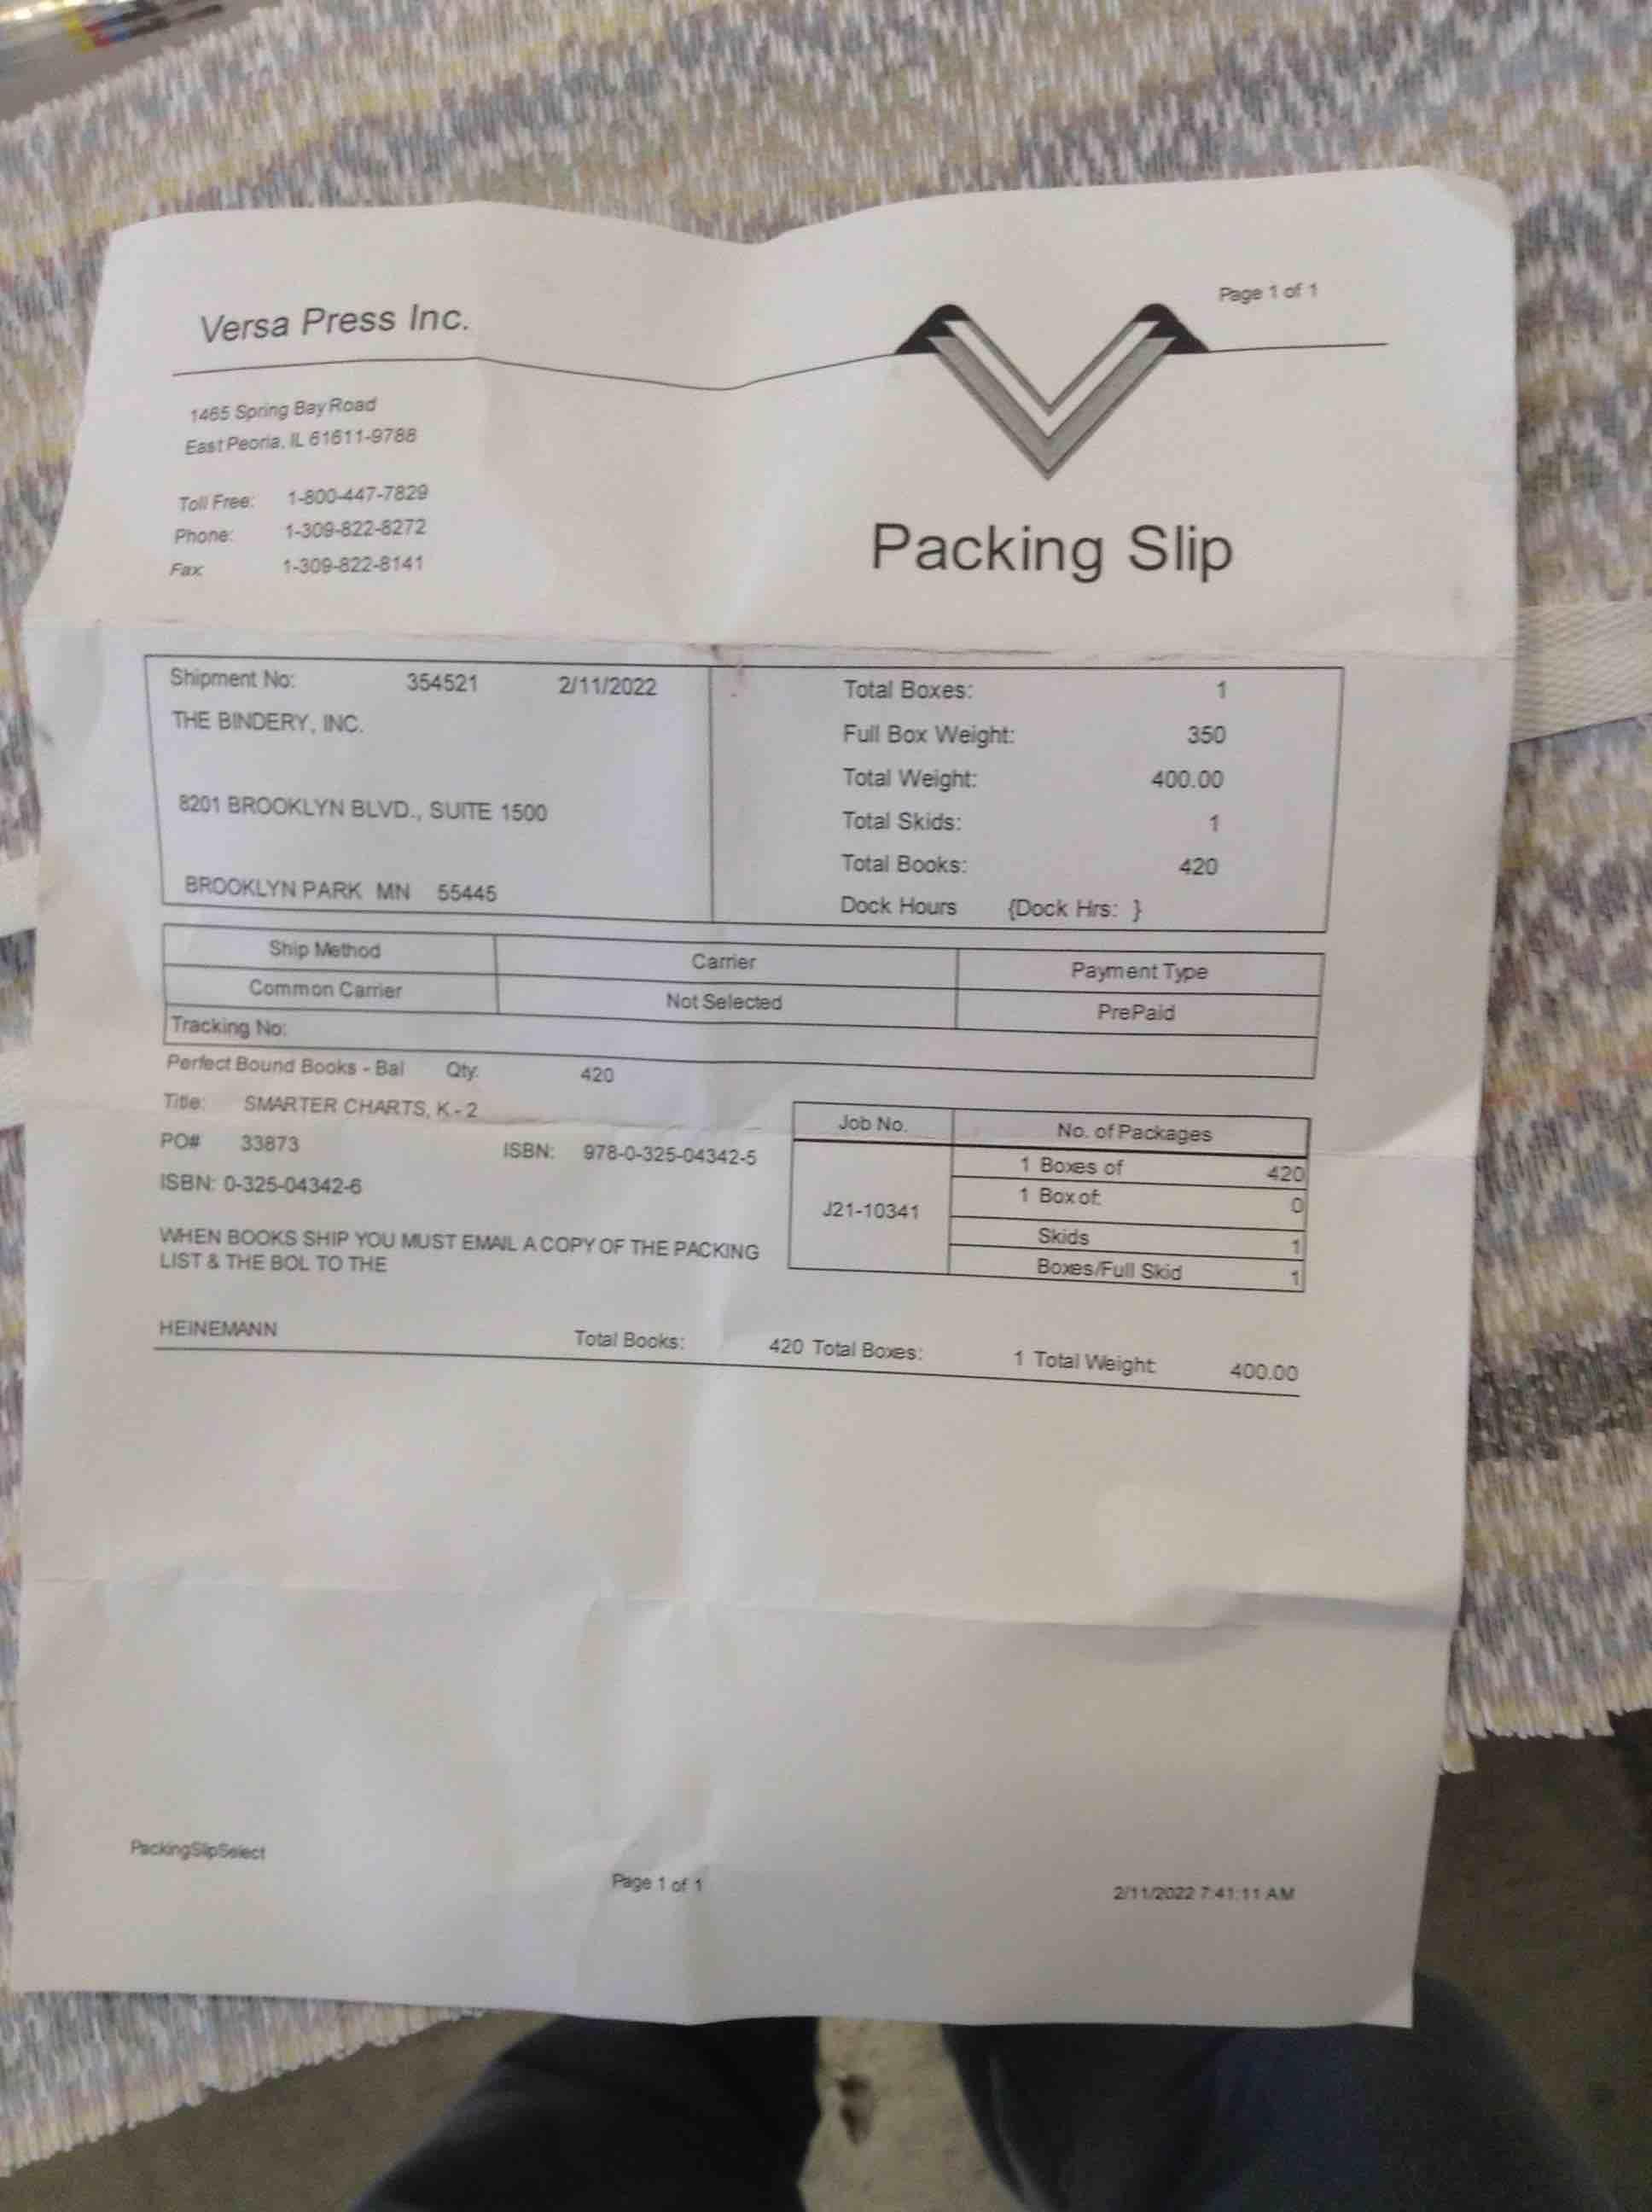 Page 1 of 1
Versa Press Inc.
1465 Spring Bay Road
East Peoria, IL 61611-9788
Toll Free: 1-800-447-7829
Phone: 1-309-822-8272
Fax: 1-309-822-8141
Packing Slip
Shipment No: 354521 2/11/2022
THE BINDERY, INC.
8201 BROOKLYN BLVD., SUITE 1500
BROOKLYN PARK MN 55445
Total Boxes: 1
Full Box Weight: 350
Total Weight: 400.00
Total Skids: 1
Total Books: 420
Dock Hours {Dock Hrs: }
Ship Method Carrier Payment Type
Common Carrier Not Selected PrePaid
Tracking No:
Perfect Bound Books - Bal Qty: 420
Title: SMARTER CHARTS, K - 2
PO# 33873 ISBN: 978-0-325-04342-5
ISBN: 0-325-04342-6
WHEN BOOKS SHIP YOU MUST EMAIL A COPY OF THE PACKING
LIST & THE BOL TO THE
Job No. No. of Packages
J21-10341
1 Boxes of 420
1 Box of: 0
Skids 1
Boxes/Full Skid 1
HEINEMANN Total Books: 420 Total Boxes: 1 Total Weight: 400.00
PackingSlipSelect
Page 1 of 1
2/11/2022 7:41:11 AM